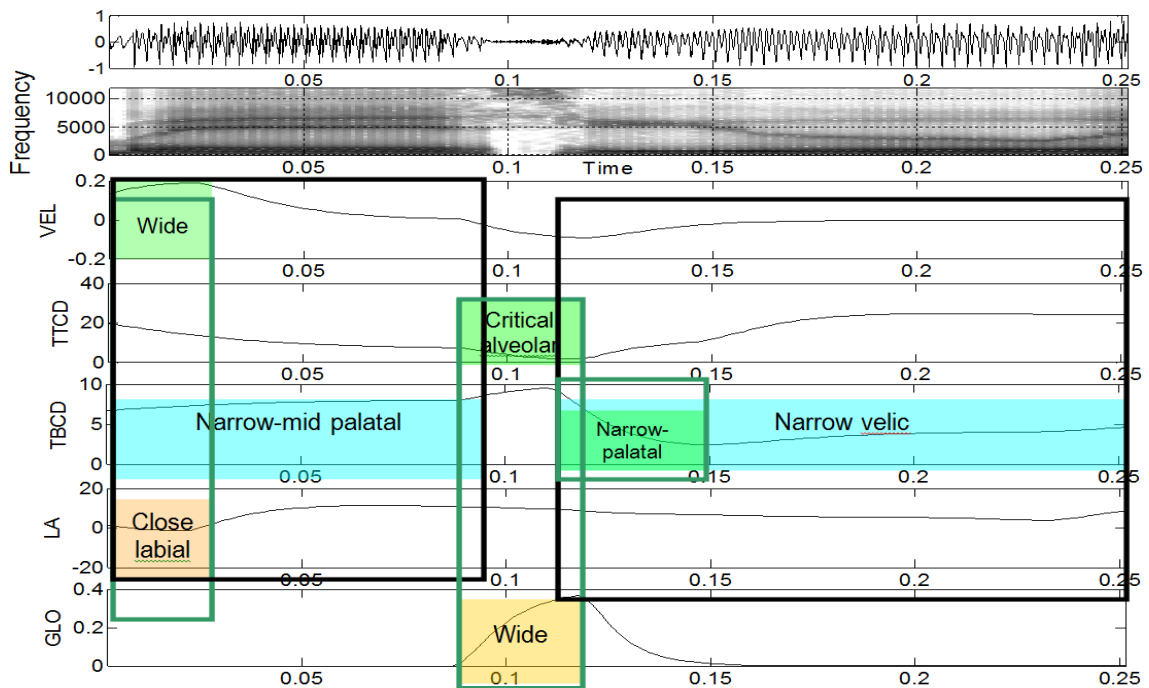 1
0
-1
0.05 0.1 0.15 0.2 0.25
Frequency
10000
5000
0
0.05 0.1 Time 0.15 0.2 0.25
VEL
0.2
0
-0.2
Wide
0.05 0.1 0.15 0.2 0.25
TTCD
40
20
0
Critical
alveolar
0.05 0.1 0.15 0.2 0.25
TBCD
10
5
0
Narrow-mid palatal
Narrow-
palatal
Narrow velic
0.05 0.1 0.15 0.2 0.25
LA
20
0
-20
Close
labial
0.05 0.1 0.15 0.2 0.25
GLO
0.4
0.2
0
Wide
0.05 0.1 0.15 0.2 0.25